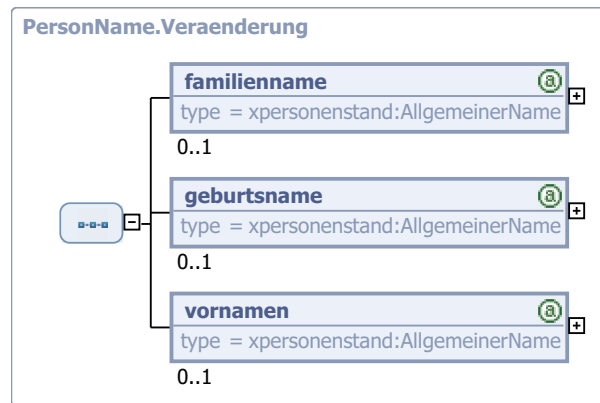 PersonName.Veraenderung
familienname @
type = xpersonenstand:AllgemeinerName
0..1
geburtsname @
type = xpersonenstand:AllgemeinerName
0..1
vornamen @
type = xpersonenstand:AllgemeinerName
0..1